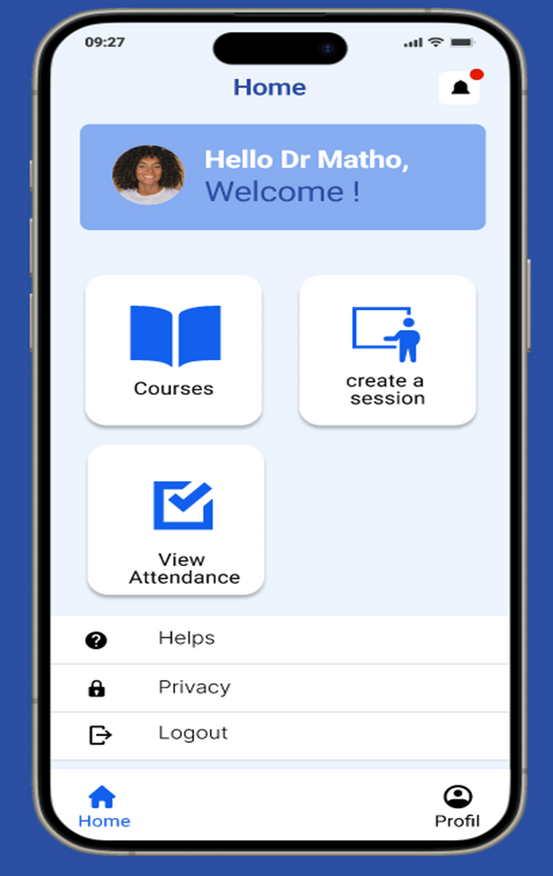 09:27
Home
Hello Dr Matho,
Welcome !
Courses
create a
session
View
Attendance
Helps
Privacy
Logout
Home
Profil